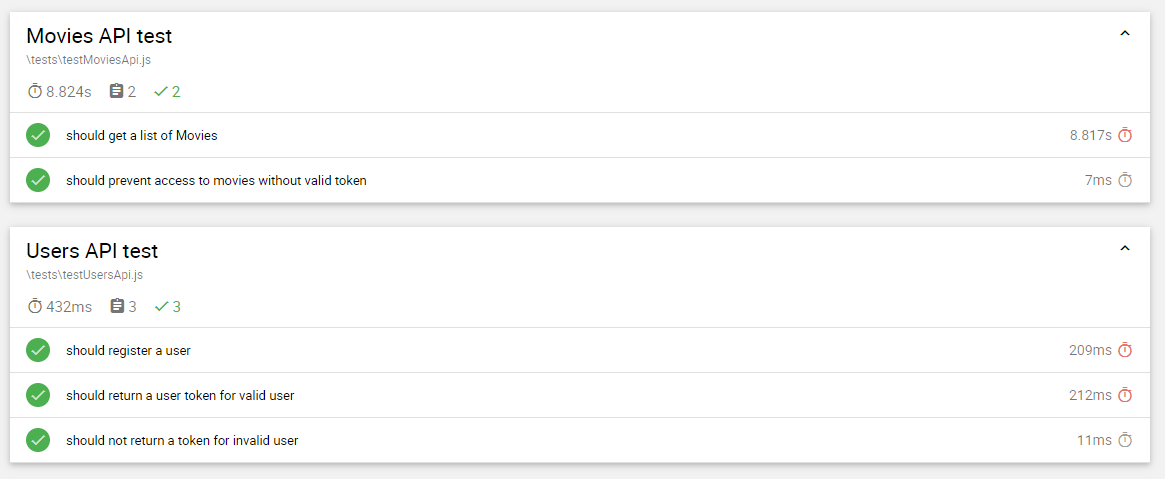 Movies API test
\tests\testMoviesApi.js
8.824s 2 2
should get a list of Movies 8.817s
should prevent access to movies without valid token 7ms
Users API test
\tests\testUsersApi.js
432ms 3 3
should register a user 209ms
should return a user token for valid user 212ms
should not return a token for invalid user 11ms